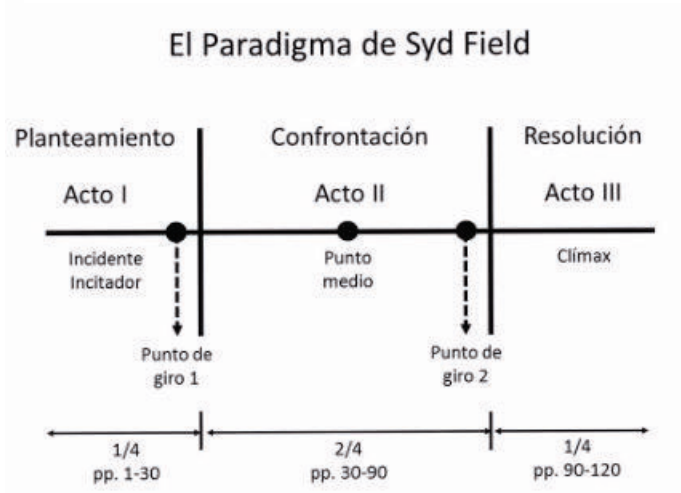 El Paradigma de Syd Field
Planteamiento
Confrontación
Resolución
Acto I
Acto II
Acto III
Incidente
Incitador
Punto
medio
Clímax
Punto de
giro 1
Punto de
giro 2
1/4
pp. 1-30
2/4
pp. 30-90
1/4
pp. 90-120